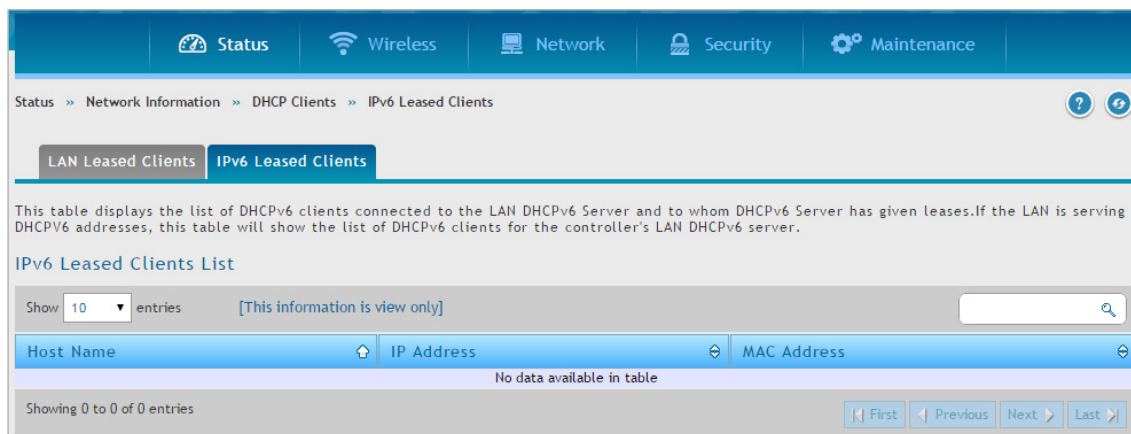 Status Wireless Network Security Maintenance
Status » Network Information » DHCP Clients » IPv6 Leased Clients
?
LAN Leased Clients IPv6 Leased Clients
This table displays the list of DHCPv6 clients connected to the LAN DHCPv6 Server and to whom DHCPv6 Server has given leases.If the LAN is serving
DHCPV6 addresses, this table will show the list of DHCPv6 clients for the controller's LAN DHCPv6 server.
IPv6 Leased Clients List
Show 10 entries [This information is view only]
Host Name IP Address MAC Address
No data available in table
Showing 0 to 0 of 0 entries First Previous Next Last